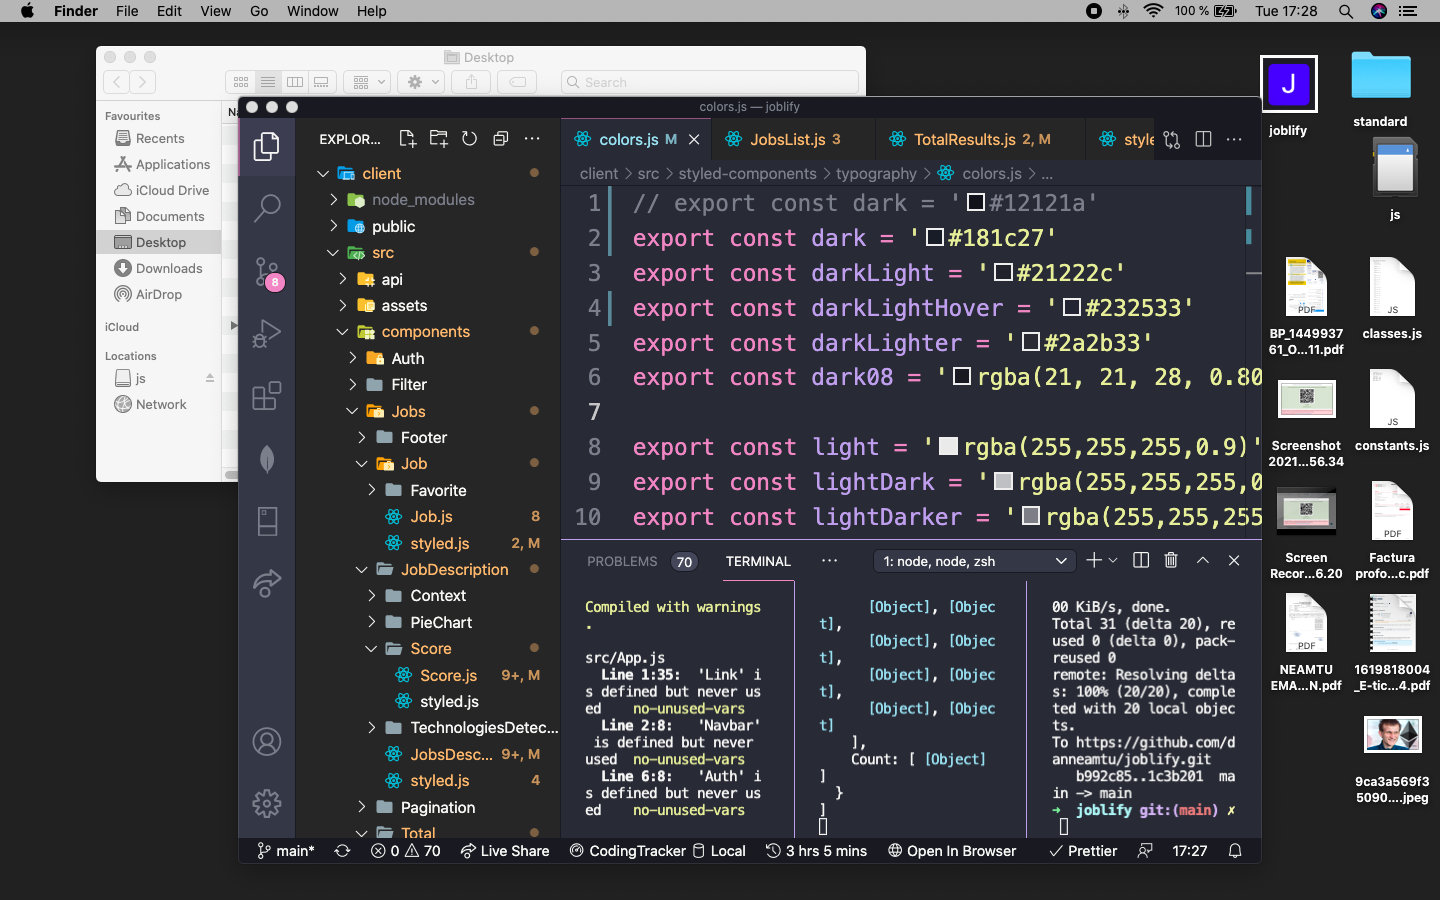 Finder File Edit View Go Window Help
100 % Tue 17:28
Desktop
Search
Favourites
Recents
Applications
iCloud Drive
Documents
Desktop
Downloads
AirDrop
iCloud
Locations
js
Network
colors.js — joblify
EXPLOR...
client
node_modules
public
src
api
assets
components
Auth
Filter
Jobs
Footer
Job
Favorite
Job.js 8
styled.js 2, M
JobDescription
Context
PieChart
Score
Score.js 9+, M
styled.js
TechnologiesDetec...
JobsDesc... 9+, M
styled.js 4
Pagination
Total
8
colors.js M
JobsList.js 3
TotalResults.js 2, M
style
client > src > styled-components > typography > colors.js > ...
1 // export const dark = '#12121a'
2 export const dark = '#181c27'
3 export const darkLight = '#21222c'
4 export const darkLightHover = '#232533'
5 export const darkLighter = '#2a2b33'
6 export const dark08 = 'rgba(21, 21, 28, 0.80
7
8 export const light = 'rgba(255,255,255,0.9)'
9 export const lightDark = 'rgba(255,255,255,0
10 export const lightDarker = 'rgba(255,255,255
PROBLEMS 70 TERMINAL ... 1: node, node, zsh
Compiled with warnings
.
src/App.js
Line 1:35: 'Link' i
s defined but never us
ed no-unused-vars
Line 2:8: 'Navbar'
is defined but never
used no-unused-vars
Line 6:8: 'Auth' i
s defined but never us
ed no-unused-vars
[Object], [Objec
t],
[Object], [Objec
t],
[Object], [Objec
t],
[Object], [Objec
t]
],
Count: [ [Object]
]
}
]
00 KiB/s, done.
Total 31 (delta 20), re
used 0 (delta 0), pack-
reused 0
remote: Resolving delta
s: 100% (20/20), comple
ted with 20 local objec
ts.
To https://github.com/d
anneamtu/joblify.git
b992c85..1c3b201 ma
in -> main
➜ joblify git:(main) ✗
main* 0 70 Live Share CodingTracker Local 3 hrs 5 mins Open In Browser Prettier 17:27
J
joblify
standard
js
PDF
BP_1449937
61_O...11.pdf
JS
classes.js
Screenshot
2021...56.34
JS
constants.js
Screen
Recor...6.20
PDF
Factura
profo...c.pdf
PDF
NEAMTU
EMA...N.pdf
1619818004
_E-tic...4.pdf
9ca3a569f3
5090....jpeg